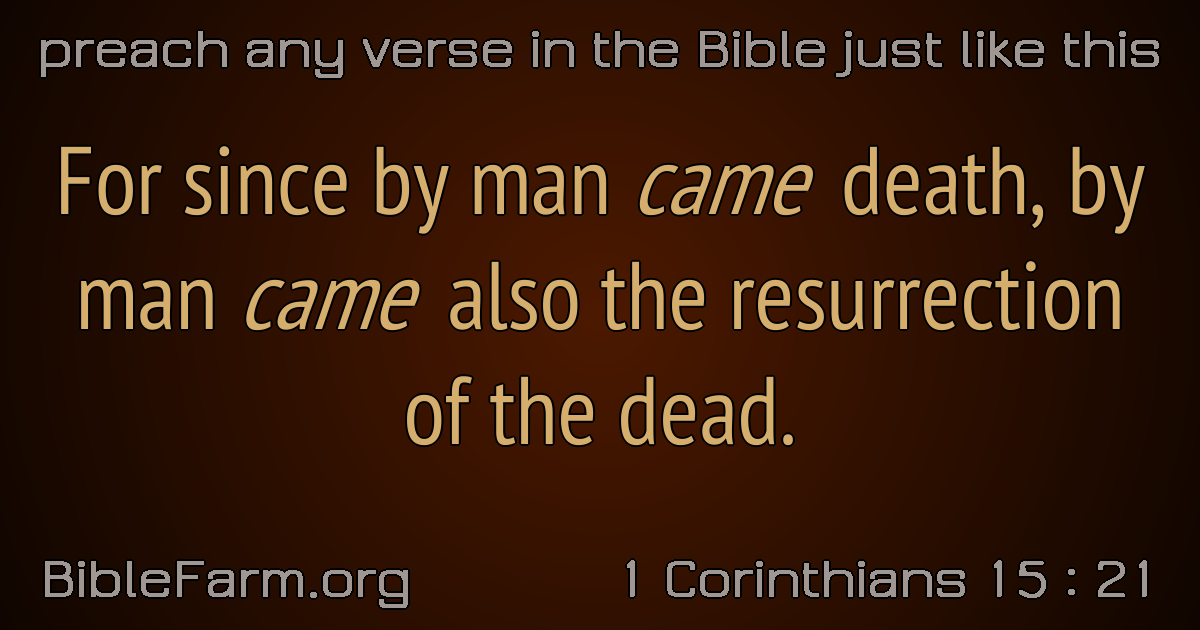 preach any verse in the Bible just like this
For since by man came death, by
man came also the resurrection
of the dead.
BibleFarm.org
1 Corinthians 15 : 21